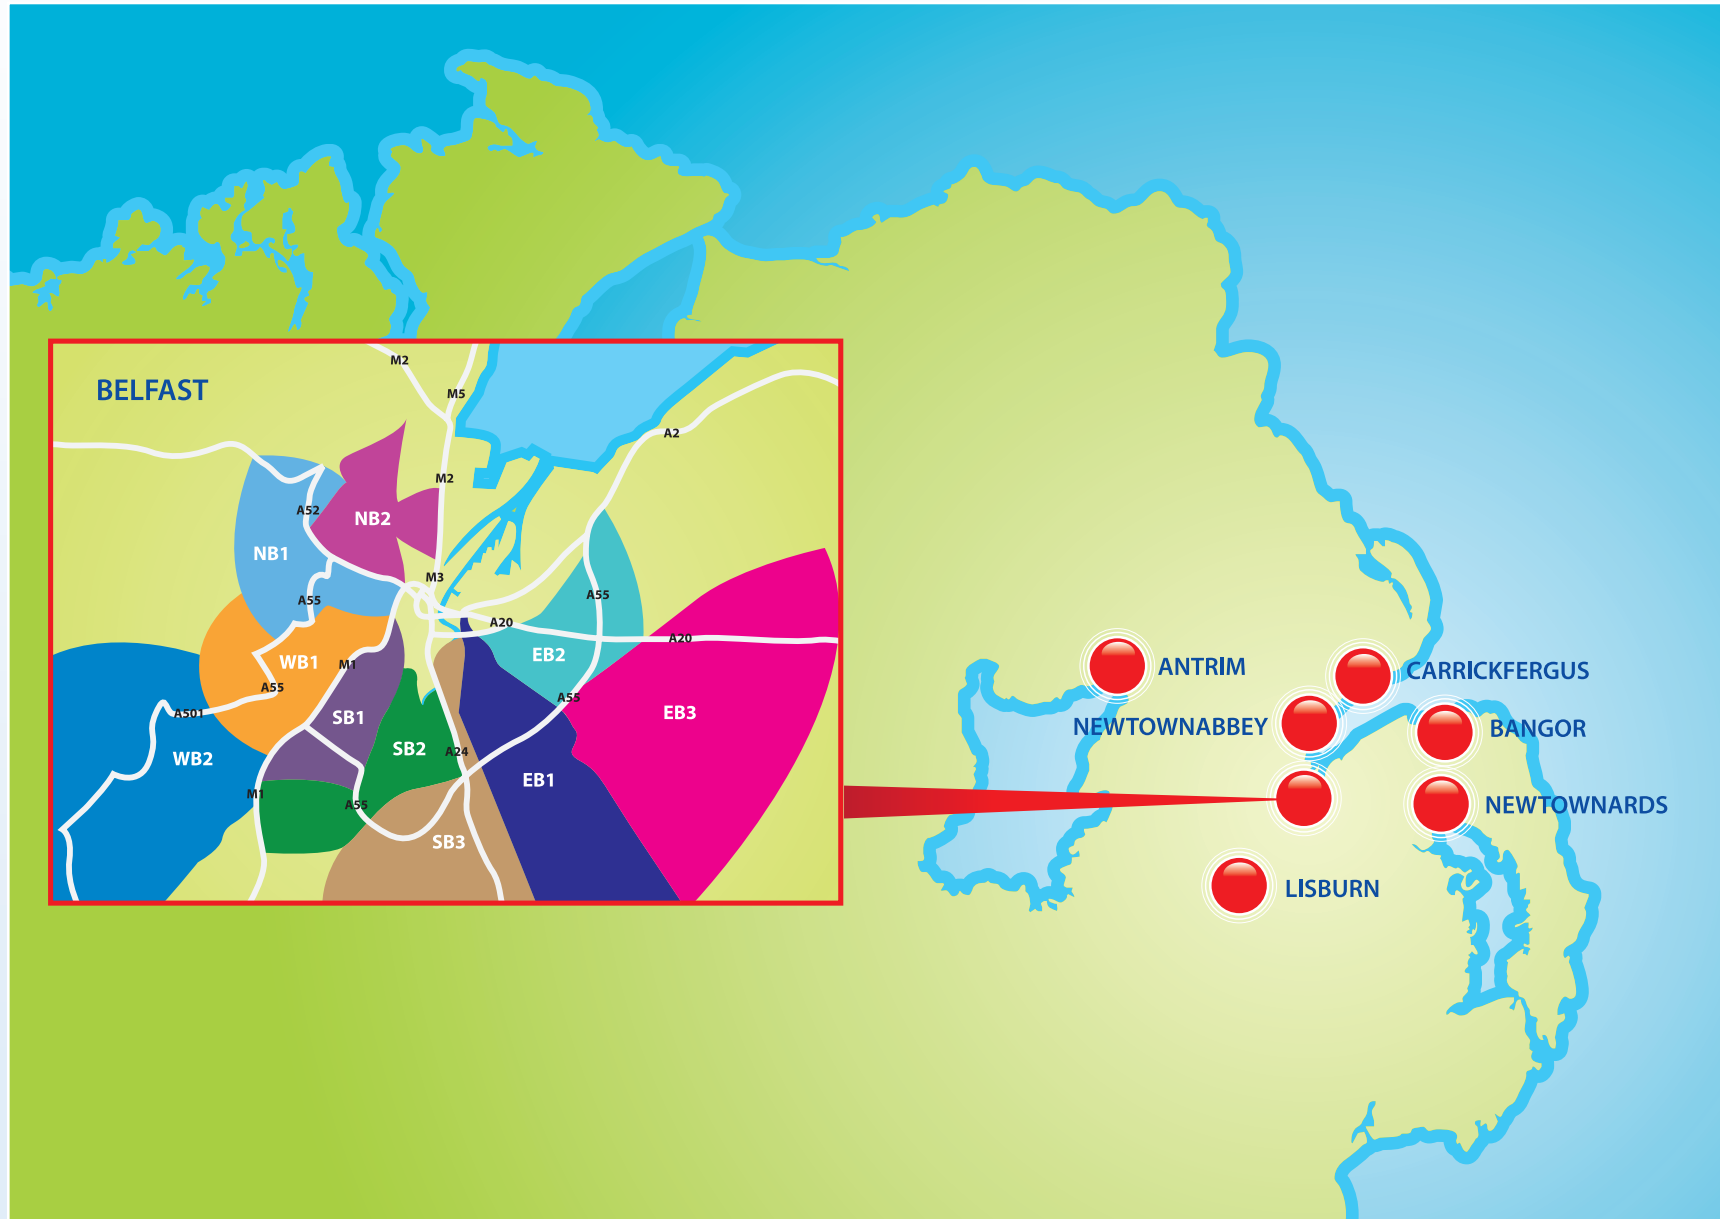 BELFAST
M2
M5
A2
M2
A52
NB2
NB1
M3
A55
A55
A20
A20
EB2
WB1
M1
A55
A55
A501
SB1
EB3
SB2
A24
WB2
EB1
M1
A55
SB3
ANTRIM
CARRICKFERGUS
NEWTOWNABBEY
BANGOR
NEWTOWNARDS
LISBURN